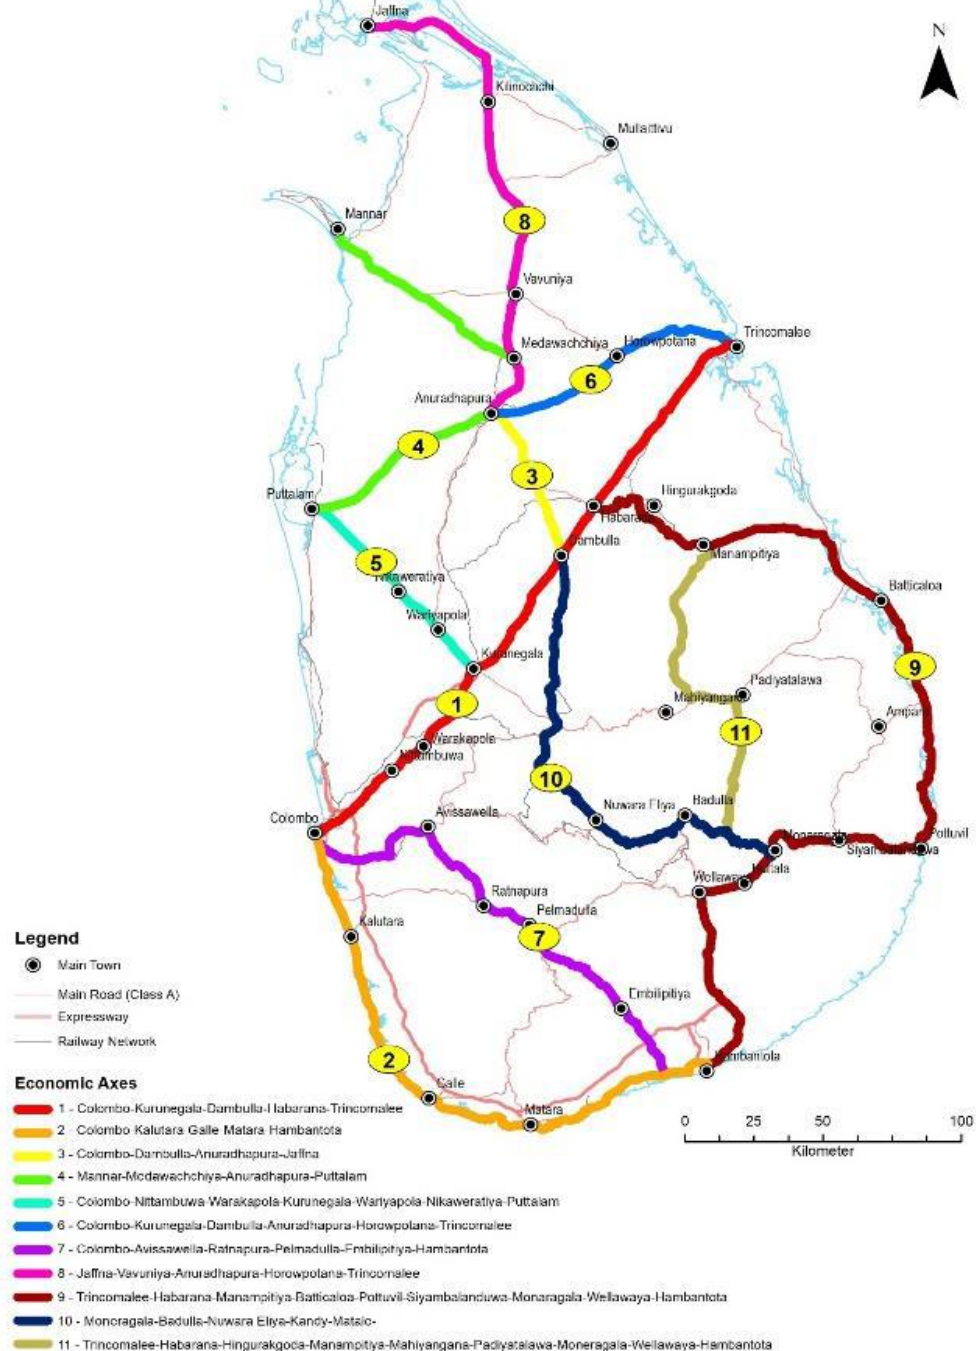 Jaffna
N
Kilinochchi
Mullaittivu
Mannar
8
Vavuniya
Trincomalee
Medawachchiya
Horowpotana
6
Anuradhapura
4
3
Puttalam
Hingurakgoda
Habarana
Dambulla
Manampitiya
5
Nikaweratiya
Batticaloa
Wariyapola
Kurunegala
9
Padiyatalawa
Mahiyangana
1
Ampara
11
Warakapola
Nittambuwa
10
Nuwara Eliya
Badulla
Colombo
Avissawella
Monaragala
Pottuvil
Siyambalanduwa
Buttala
Wellawaya
Ratnapura
Pelmadulla
Kalutara
7
Legend
Main Town
Main Road (Class A)
Expressway
Railway Network
Embilipitiya
2
Hambantota
Galle
Matara
0 25 50 100
Kilometer
Economic Axes
1 - Colombo-Kurunegala-Dambulla-Habarana-Trincomalee
2 - Colombo Kalutara Galle Matara Hambantota
3 - Colombo-Dambulla-Anuradhapura-Jaffna
4 - Mannar-Medawachchiya-Anuradhapura-Puttalam
5 - Colombo-Nittambuwa-Warakapola-Kurunegala-Wariyapola-Nikaweratiya-Puttalam
6 - Colombo-Kurunegala-Dambulla-Anuradhapura-Horowpotana-Trincomalee
7 - Colombo-Avissawella-Ratnapura-Pelmadulla-Embilipitiya-Hambantota
8 - Jaffna-Vavuniya-Anuradhapura-Horowpotana-Trincomalee
9 - Trincomalee-Habarana-Manampitiya-Batticaloa-Pottuvil-Siyambalanduwa-Monaragala-Wellawaya-Hambantota
10 - Moneragala-Badulla-Nuwara Eliya-Kandy-Matale-
11 - Trincomalee-Habarana-Hingurakgoda-Manampitiya-Mahiyangana-Padiyatalawa-Moneragala-Wellawaya-Hambantota